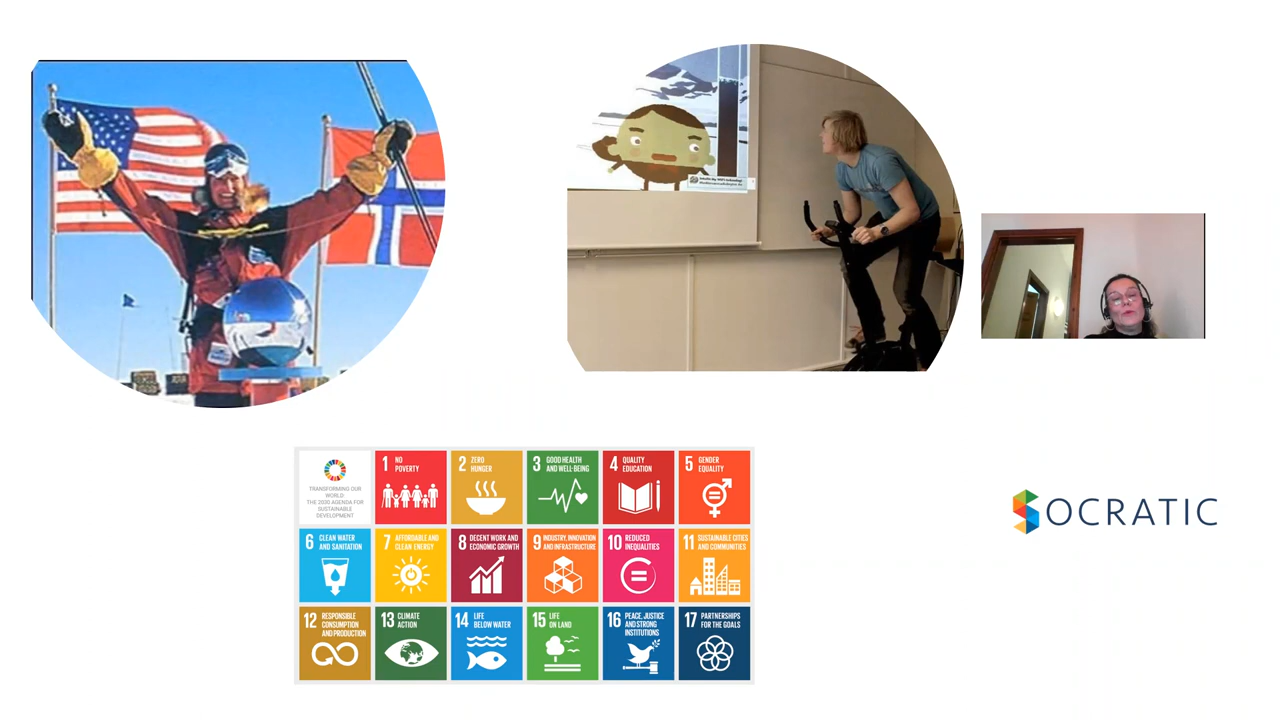 TRANSFORMING OUR
WORLD:
THE 2030 AGENDA FOR
SUSTAINABLE
DEVELOPMENT
1 NO
POVERTY
2 ZERO
HUNGER
3 GOOD HEALTH
AND WELL-BEING
4 QUALITY
EDUCATION
5 GENDER
EQUALITY
6 CLEAN WATER
AND SANITATION
7 AFFORDABLE AND
CLEAN ENERGY
8 DECENT WORK AND
ECONOMIC GROWTH
9 INDUSTRY, INNOVATION
AND INFRASTRUCTURE
10 REDUCED
INEQUALITIES
11 SUSTAINABLE CITIES
AND COMMUNITIES
12 RESPONSIBLE
CONSUMPTION
AND PRODUCTION
13 CLIMATE
ACTION
14 LIFE
BELOW WATER
15 LIFE
ON LAND
16 PEACE, JUSTICE
AND STRONG
INSTITUTIONS
17 PARTNERSHIPS
FOR THE GOALS
SOCRATIC